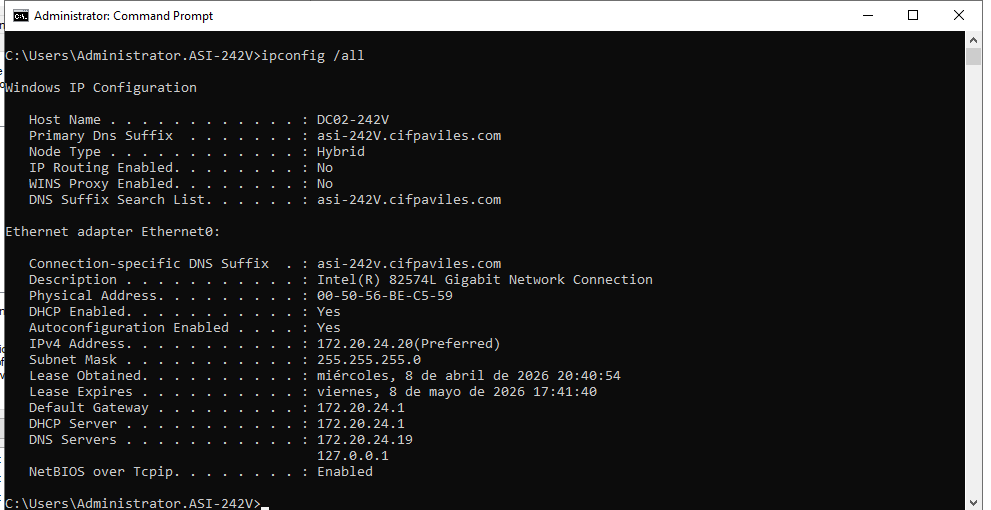 Administrator: Command Prompt
C:\Users\Administrator.ASI-242V>ipconfig /all
Windows IP Configuration
Host Name . . . . . . . . . . . . : DC02-242V
Primary Dns Suffix  . . . . . . . : asi-242V.cifpaviles.com
Node Type . . . . . . . . . . . . : Hybrid
IP Routing Enabled. . . . . . . . : No
WINS Proxy Enabled. . . . . . . . : No
DNS Suffix Search List. . . . . . : asi-242V.cifpaviles.com
Ethernet adapter Ethernet0:
Connection-specific DNS Suffix  . : asi-242v.cifpaviles.com
Description . . . . . . . . . . . : Intel(R) 82574L Gigabit Network Connection
Physical Address. . . . . . . . . : 00-50-56-BE-C5-59
DHCP Enabled. . . . . . . . . . . : Yes
Autoconfiguration Enabled . . . . : Yes
IPv4 Address. . . . . . . . . . . : 172.20.24.20(Preferred)
Subnet Mask . . . . . . . . . . . : 255.255.255.0
Lease Obtained. . . . . . . . . . : miércoles, 8 de abril de 2026 20:40:54
Lease Expires . . . . . . . . . . : viernes, 8 de mayo de 2026 17:41:40
Default Gateway . . . . . . . . . : 172.20.24.1
DHCP Server . . . . . . . . . . . : 172.20.24.1
DNS Servers . . . . . . . . . . . : 172.20.24.19
127.0.0.1
NetBIOS over Tcpip. . . . . . . . : Enabled
C:\Users\Administrator.ASI-242V>